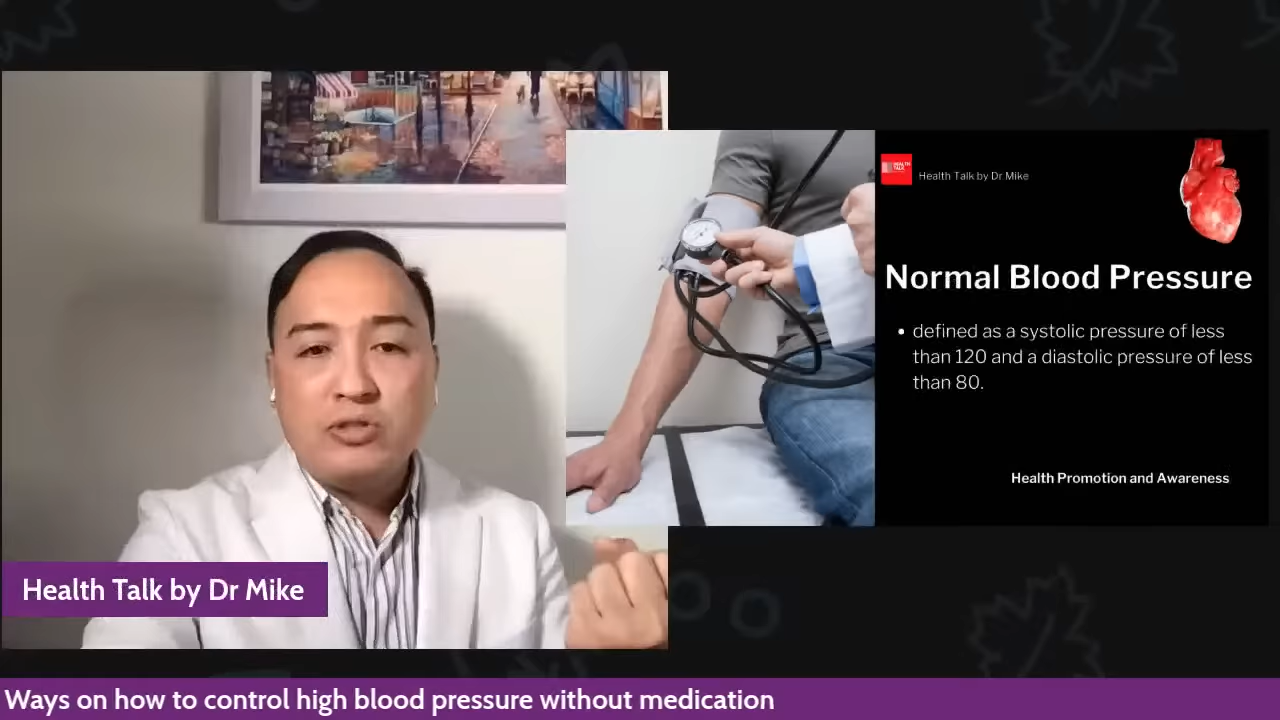 HEALTH
TALK
Health Talk by Dr Mike
Normal Blood Pressure
• defined as a systolic pressure of less
than 120 and a diastolic pressure of less
than 80.
Health Promotion and Awareness
Health Talk by Dr Mike
Ways on how to control high blood pressure without medication